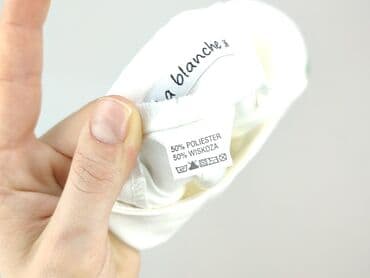 a blanche
50% POLIESTER
50% WISKOZA